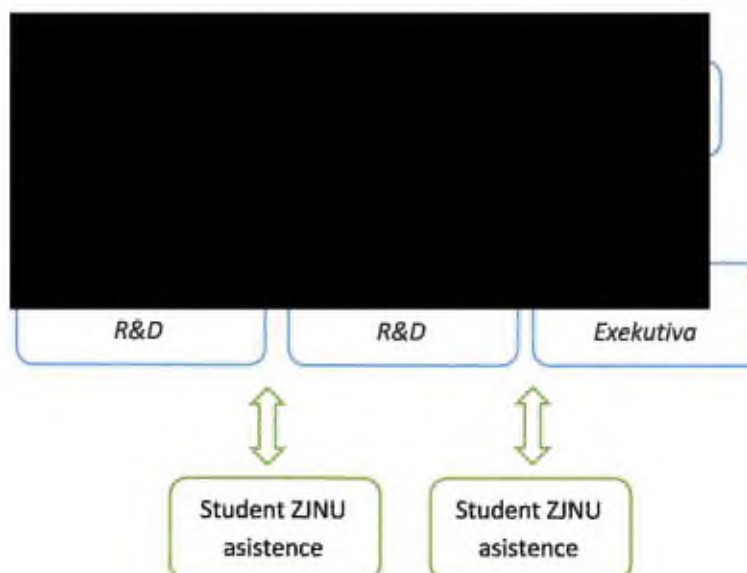 R&D
R&D
Exekutiva
Student ZJNU
asistence
Student ZJNU
asistence